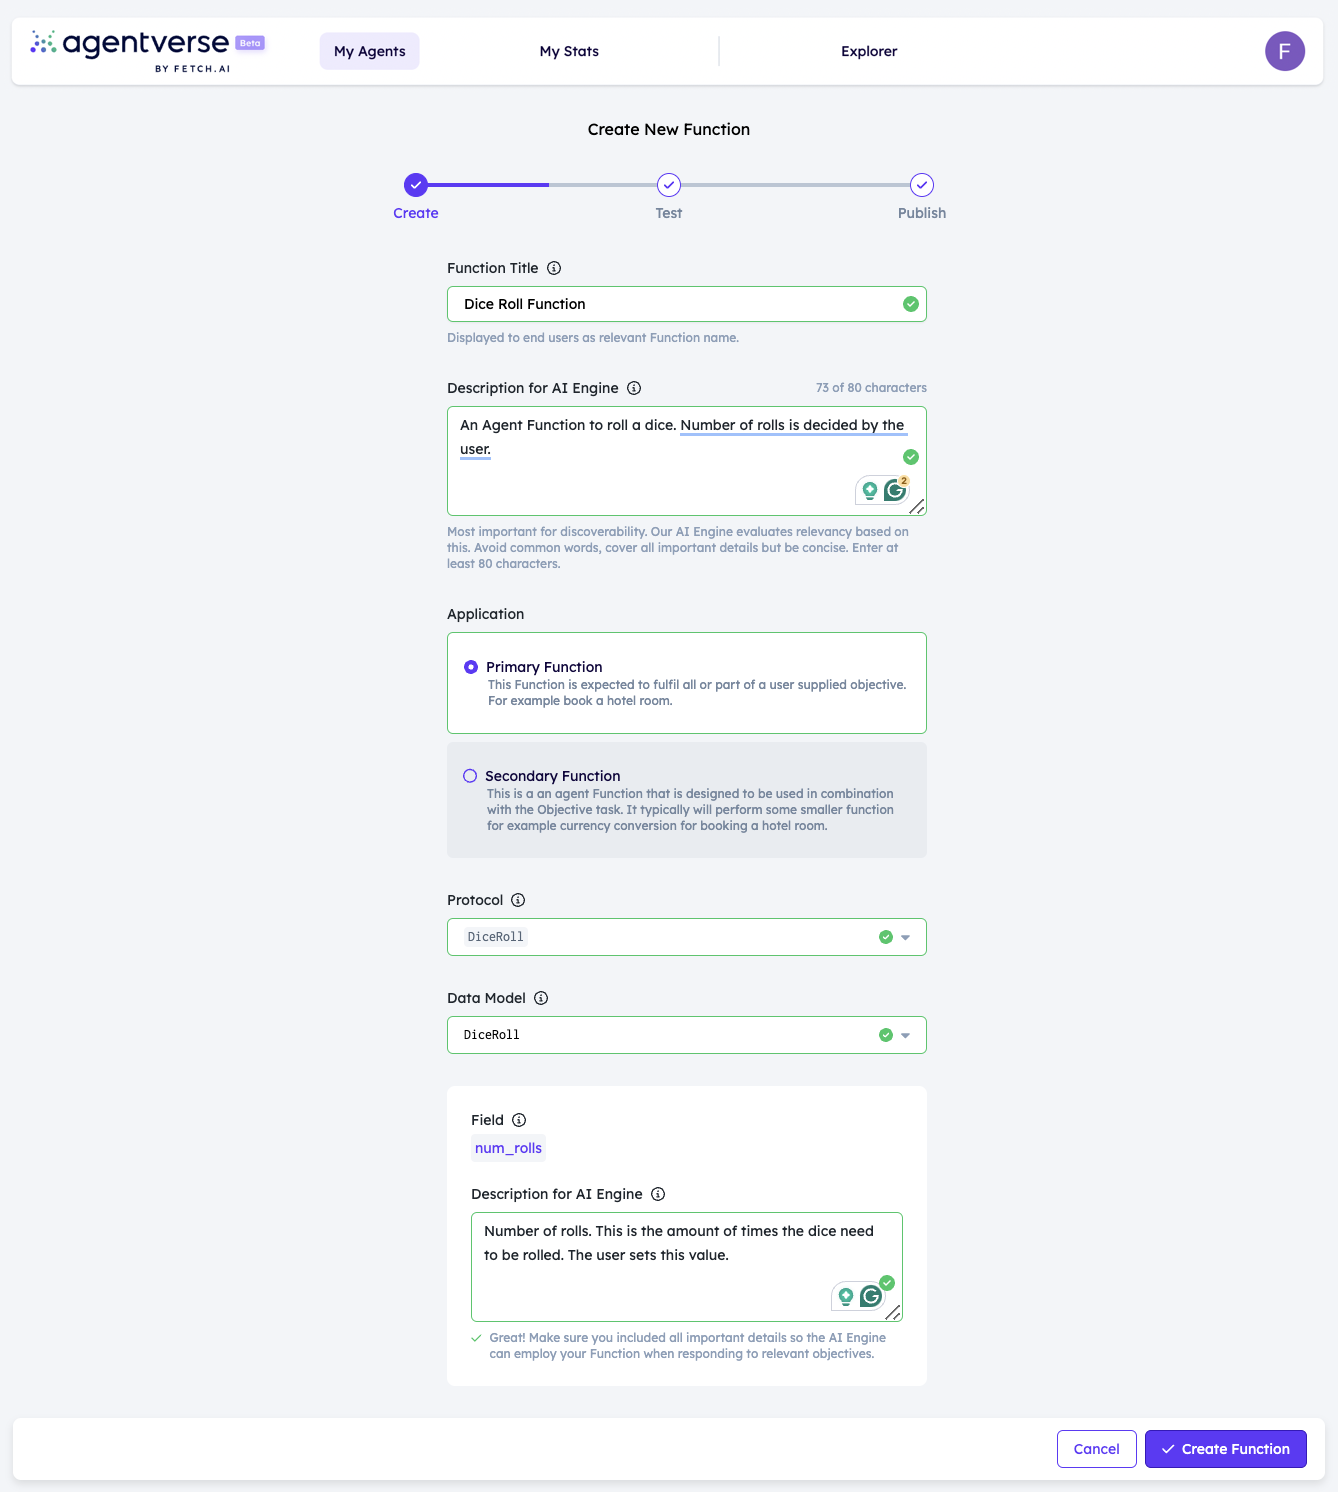 agentverse Beta
BY FETCH.AI
My Agents
My Stats
Explorer
F
Create New Function
Create
Test
Publish
Function Title
Dice Roll Function
Displayed to end users as relevant Function name.
Description for AI Engine
73 of 80 characters
An Agent Function to roll a dice. Number of rolls is decided by the
user.
2
Most important for discoverability. Our AI Engine evaluates relevancy based on
this. Avoid common words, cover all important details but be concise. Enter at
least 80 characters.
Application
Primary Function
This Function is expected to fulfil all or part of a user supplied objective.
For example book a hotel room.
Secondary Function
This is a an agent Function that is designed to be used in combination
with the Objective task. It typically will perform some smaller function
for example currency conversion for booking a hotel room.
Protocol
DiceRoll
Data Model
DiceRoll
Field
num_rolls
Description for AI Engine
Number of rolls. This is the amount of times the dice need
to be rolled. The user sets this value.
Great! Make sure you included all important details so the AI Engine
can employ your Function when responding to relevant objectives.
Cancel
Create Function